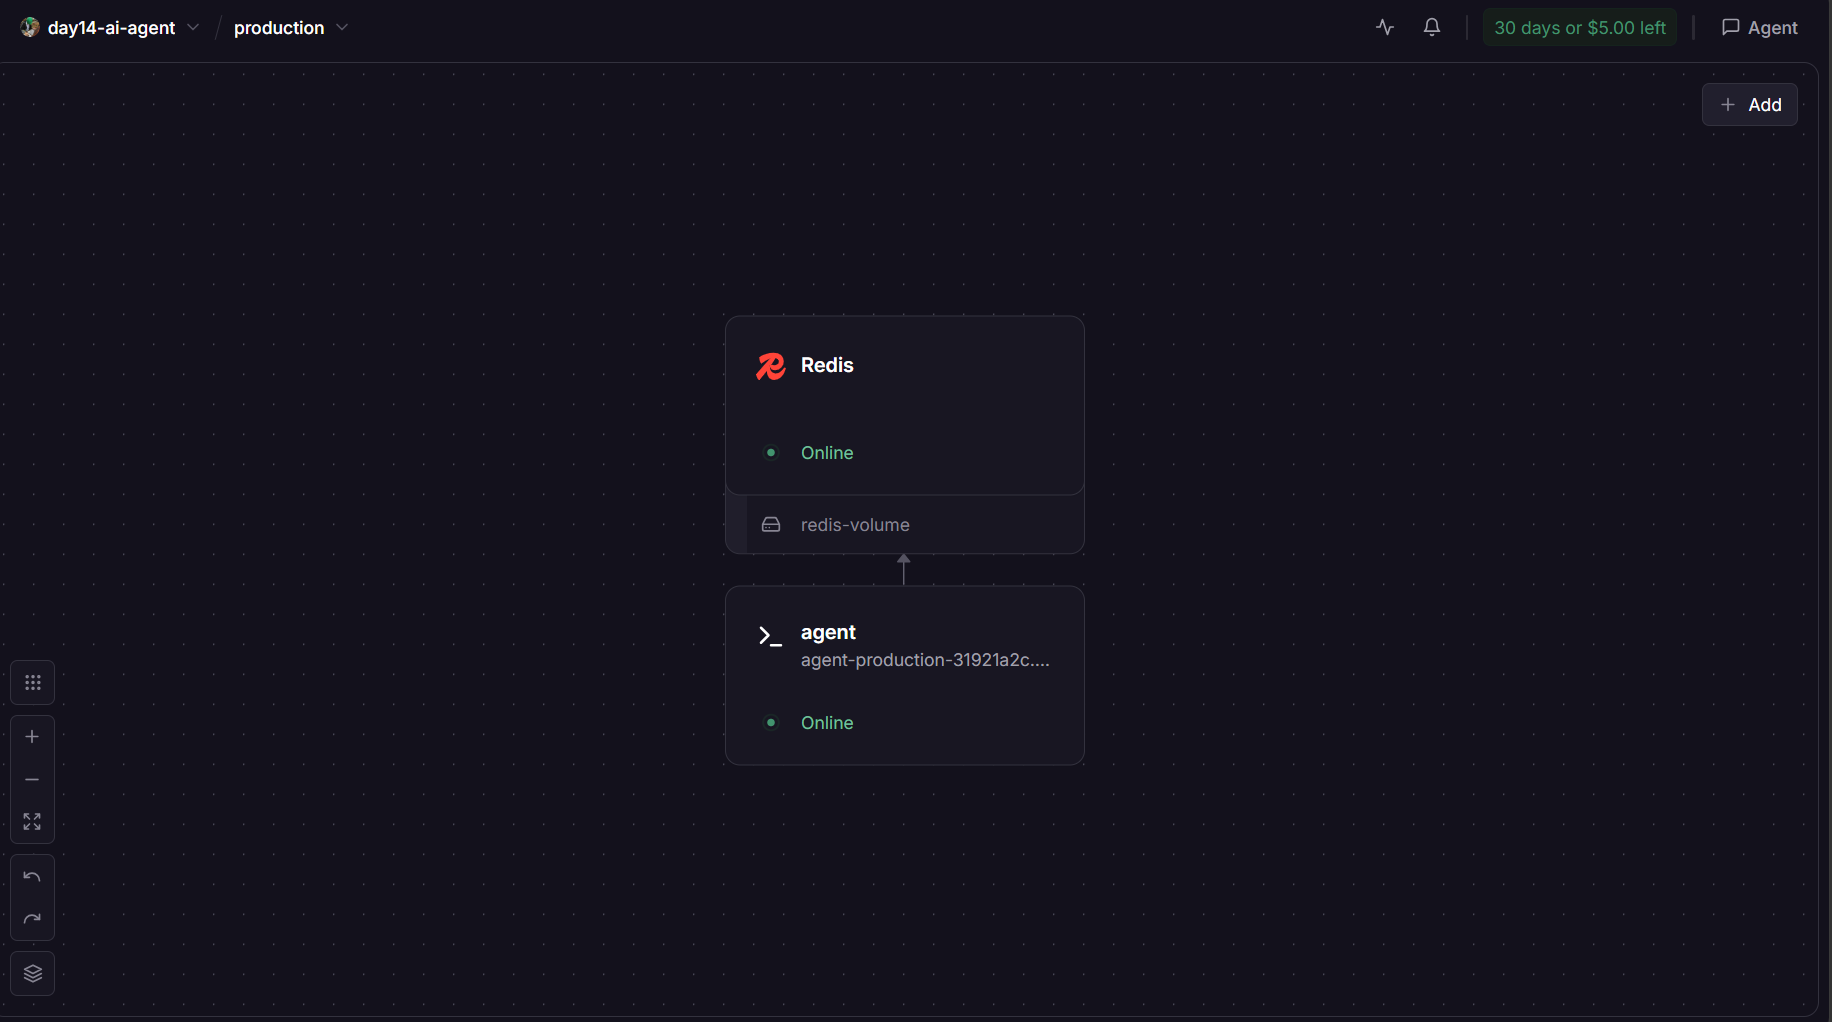 day14-ai-agent / production
30 days or $5.00 left
Agent
+ Add
Redis
Online
redis-volume
agent
agent-production-31921a2c....
Online